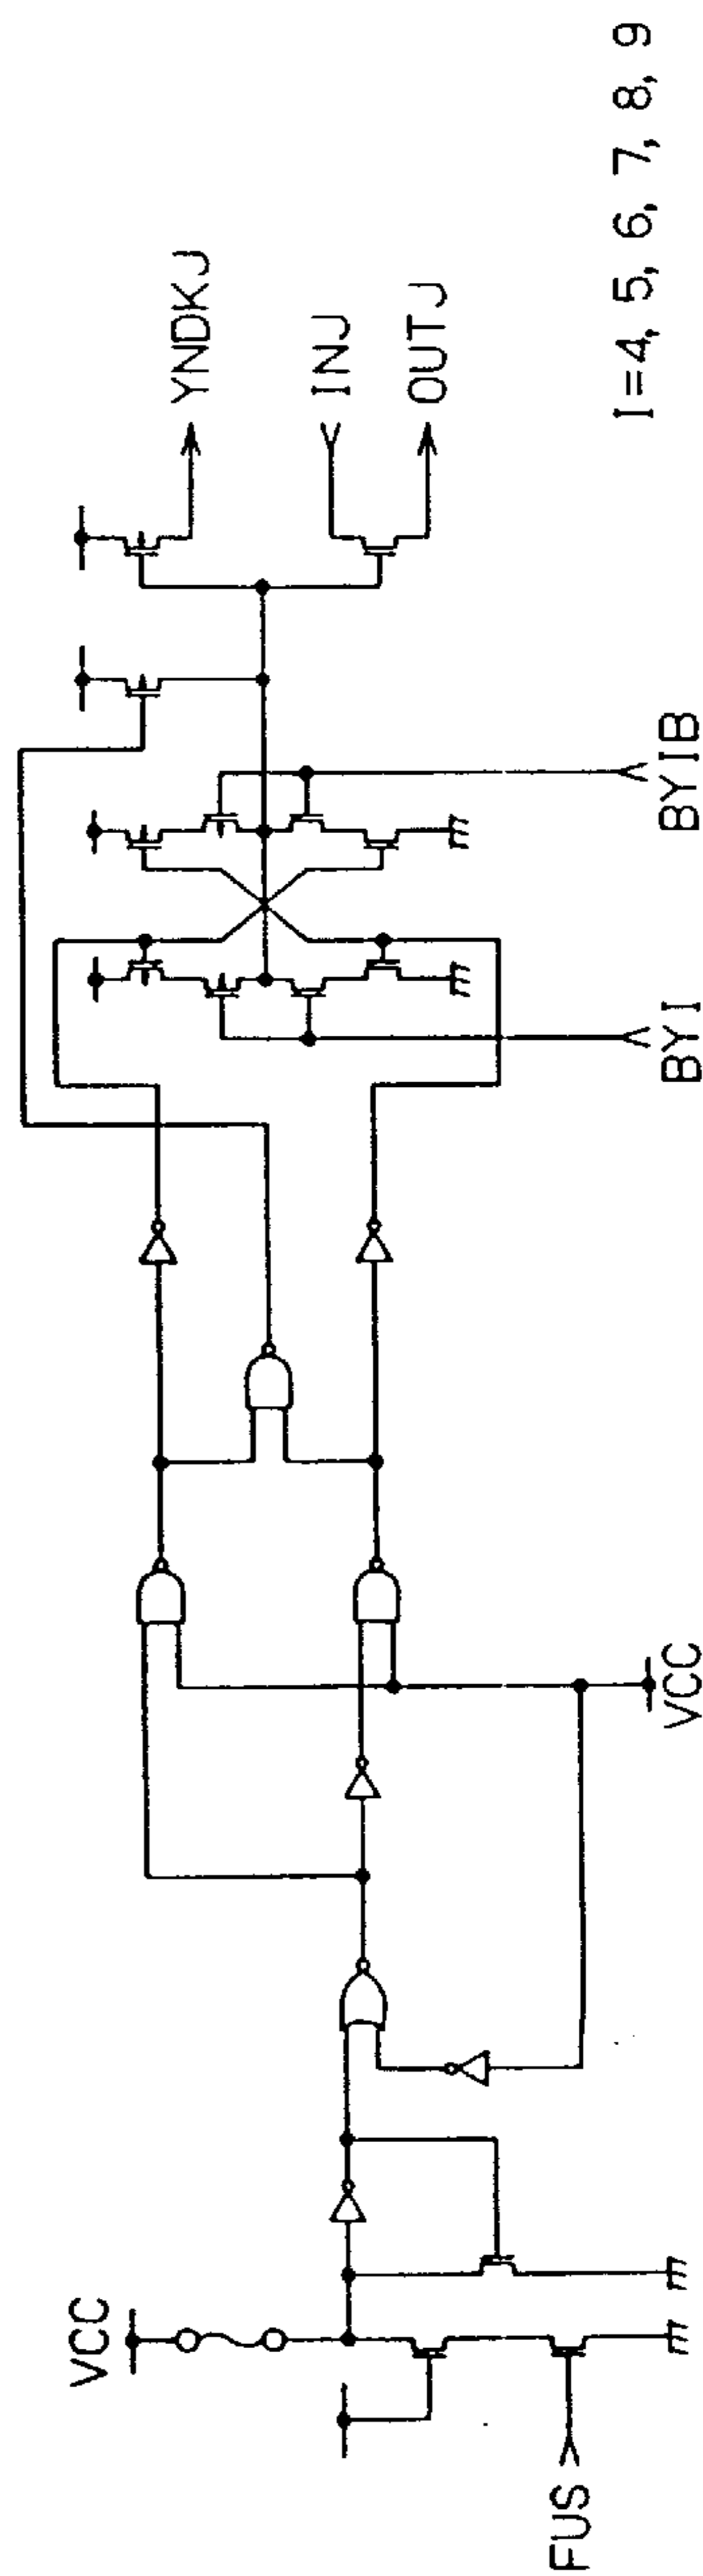 VCC
FUS
VCC
BYI
BYIB
YNDKJ
INJ
OUTJ
I=4, 5, 6, 7, 8, 9